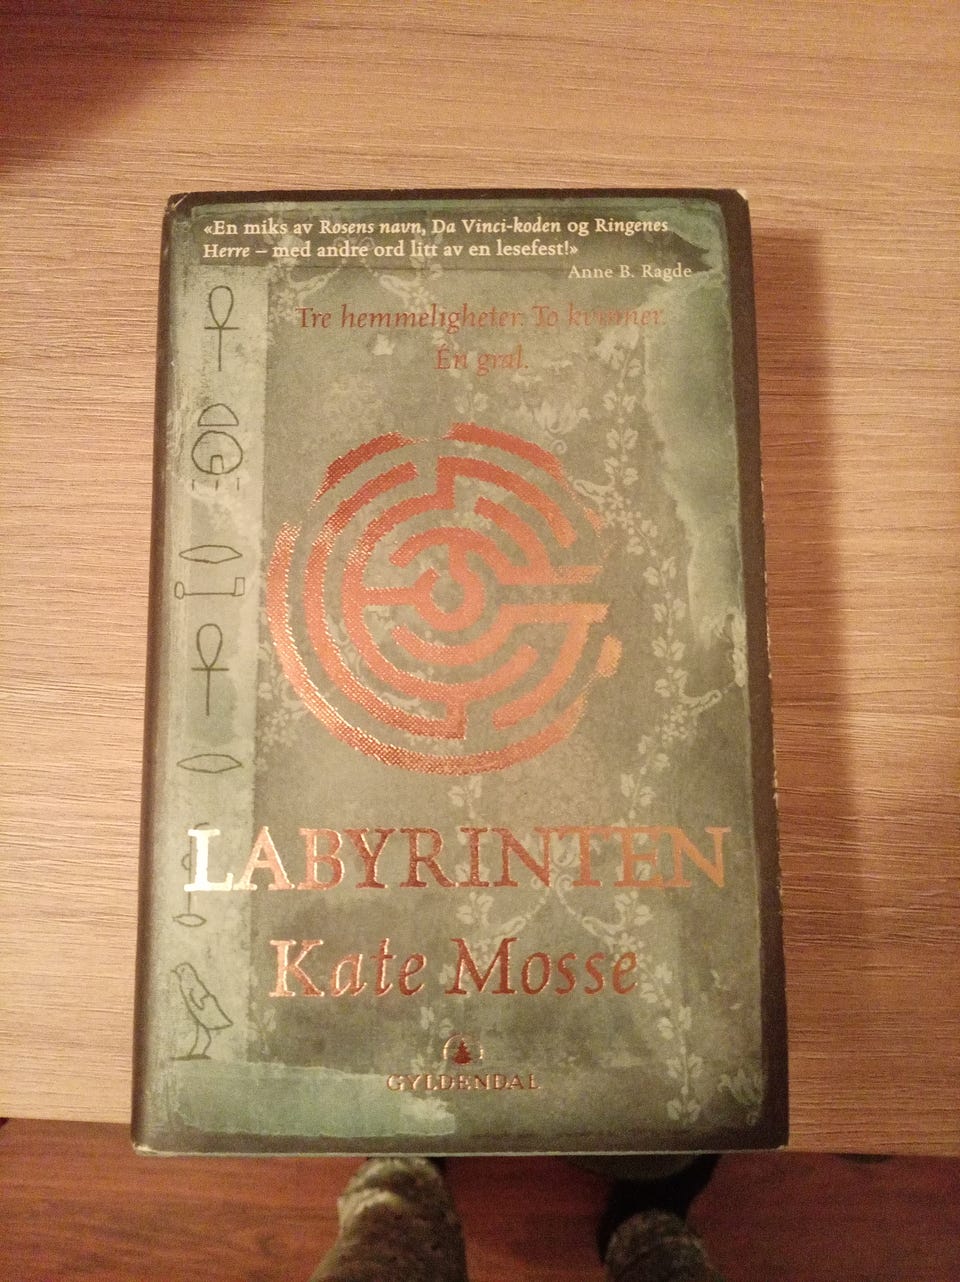 «En miks av Rosens navn, Da Vinci-koden og Ringenes
Herre – med andre ord litt av en lesefest!»
Anne B. Ragde
Tre hemmeligheter. To kvinner.
Én gral.
LABYRINTEN
Kate Mosse
GYLDENDAL